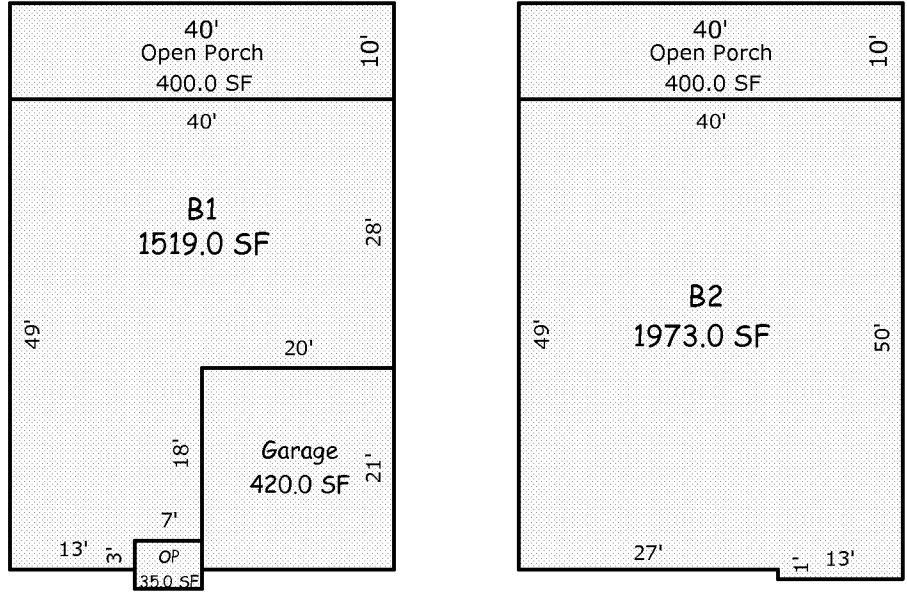 40'
Open Porch
10'
400.0 SF
40'
B1
1519.0 SF
28'
49'
20'
18'
Garage
420.0 SF
21'
7'
13'
3'
OP
35.0 SF
40'
Open Porch
10'
400.0 SF
40'
B2
1973.0 SF
49'
50'
27'
1'
13'